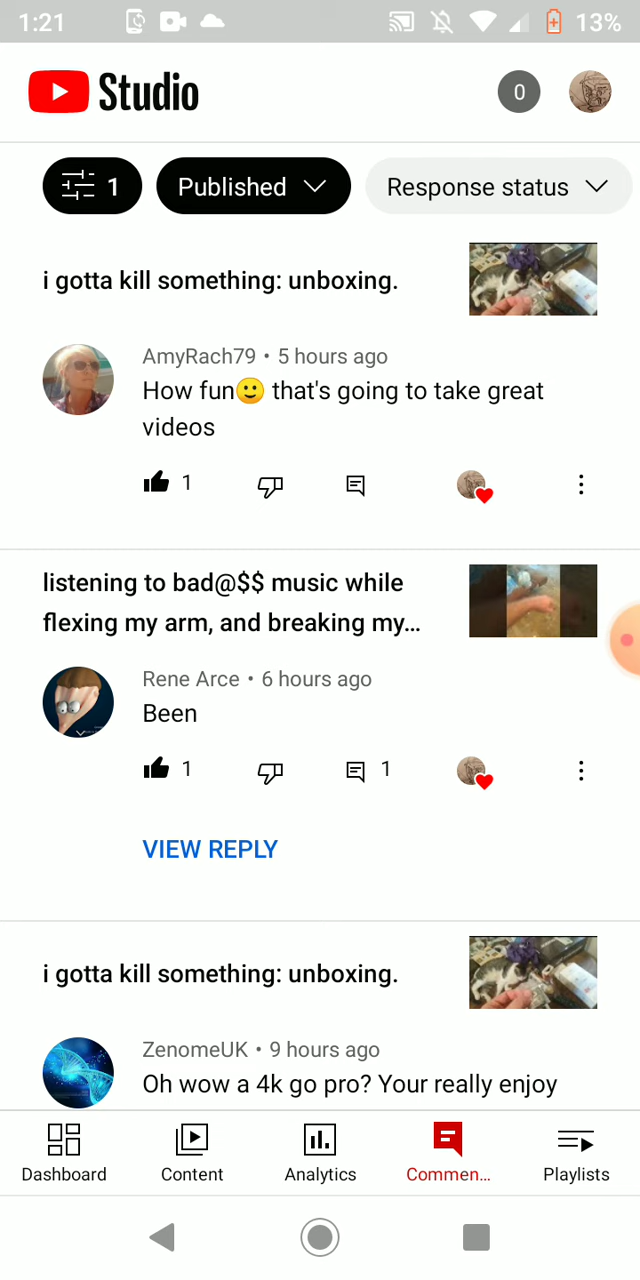 1:21
13%
Studio
0
1
Published
Response status
i gotta kill something: unboxing.
AmyRach79 • 5 hours ago
How fun🙂 that's going to take great
videos
1
listening to bad@$$ music while
flexing my arm, and breaking my...
Rene Arce • 6 hours ago
Been
1
1
VIEW REPLY
i gotta kill something: unboxing.
ZenomeUK • 9 hours ago
Oh wow a 4k go pro? Your really enjoy
Dashboard
Content
Analytics
Commen...
Playlists